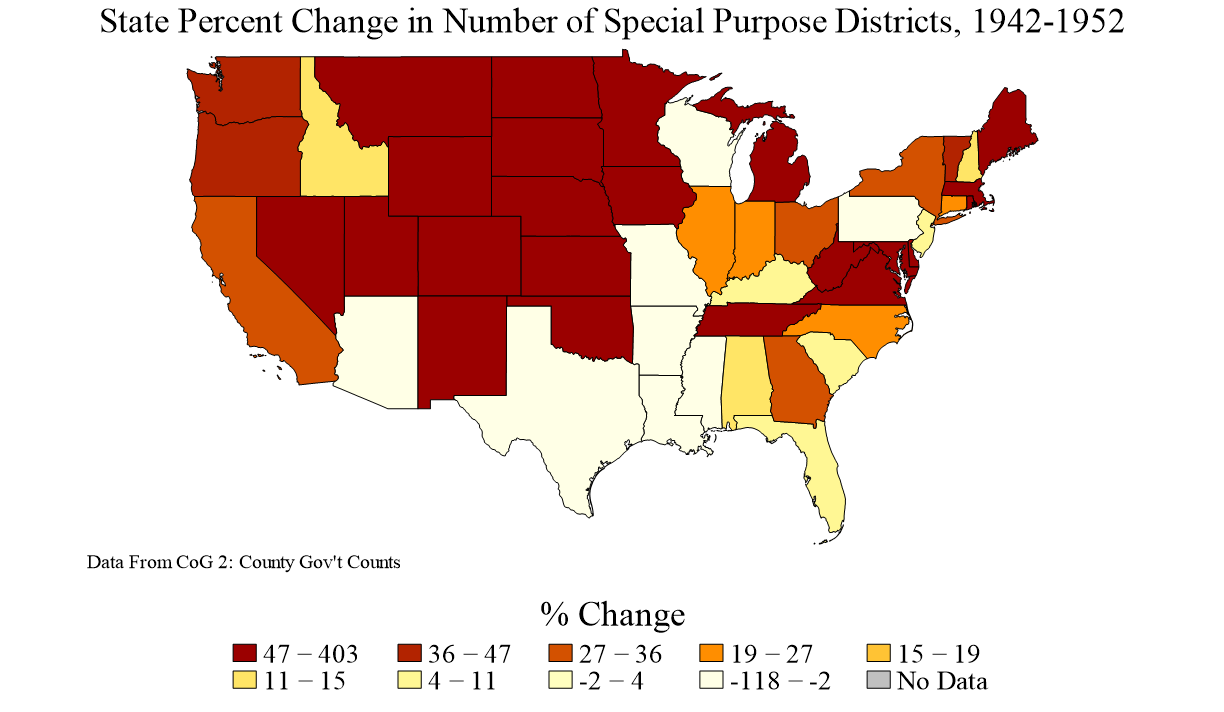 State Percent Change in Number of Special Purpose Districts, 1942-1952
Data From CoG 2: County Gov't Counts
% Change
47 − 403 36 − 47 27 − 36 19 − 27 15 − 19
11 − 15 4 − 11 -2 − 4 -118 − -2 No Data